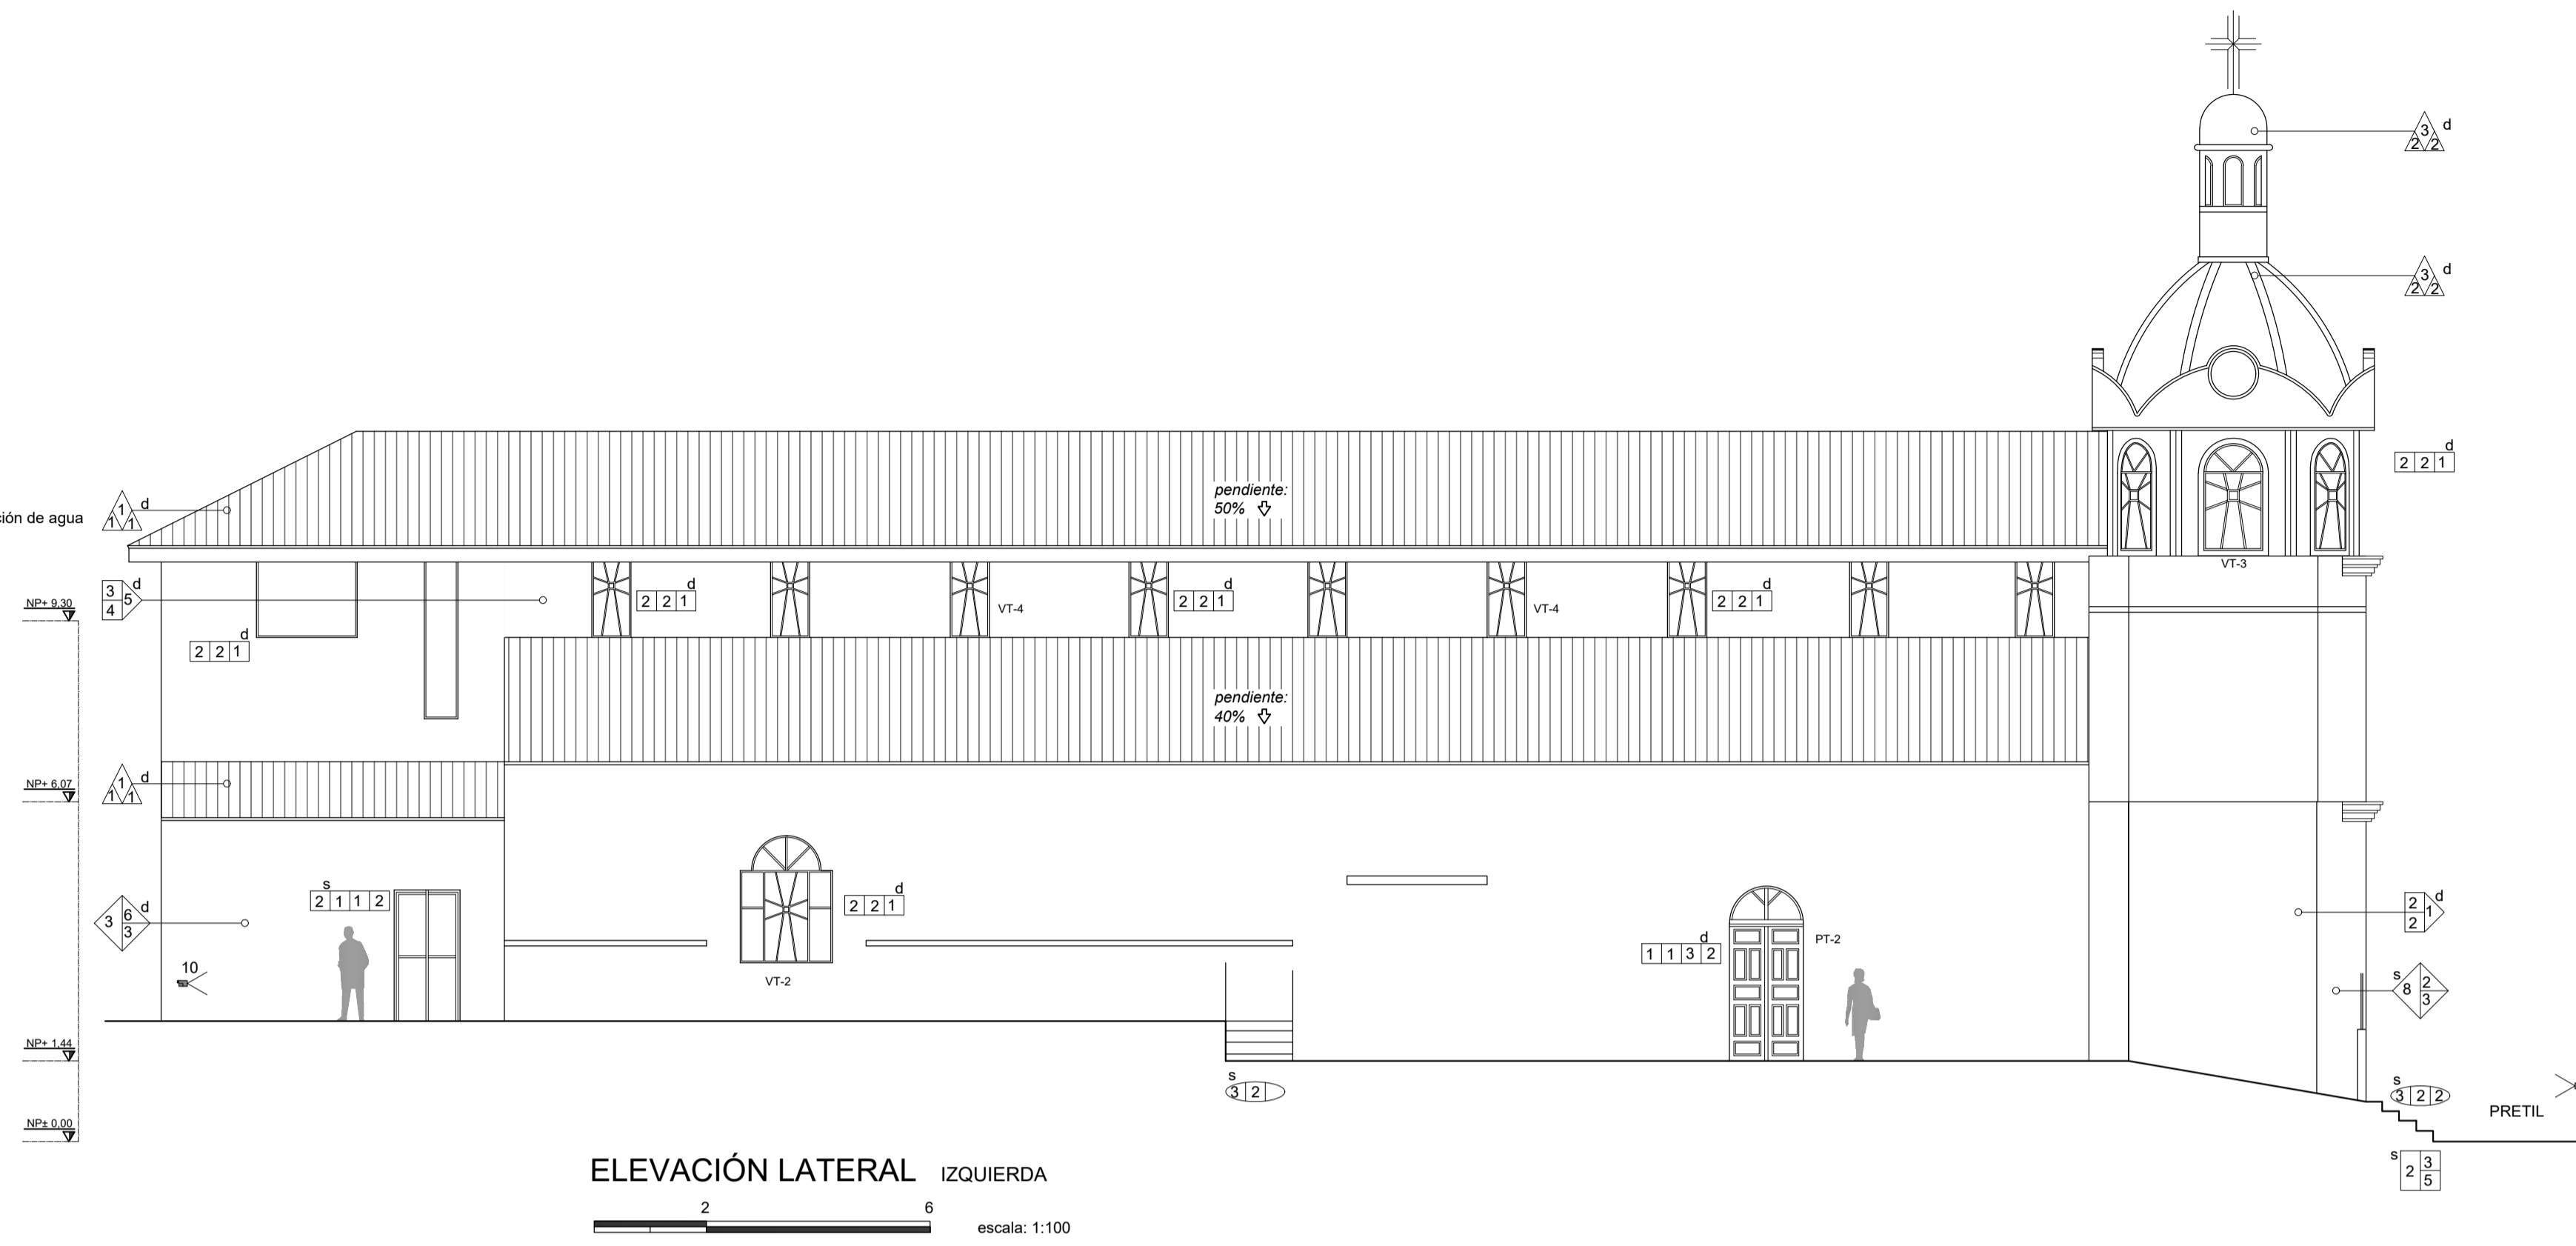 3 d
2 2
3 d
2 2
d
2 2 1
pendiente:
50%
1 d
1 1
ción de agua
VT-3
3 d
4 5
d
2 2 1
VT-4
d
2 2 1
VT-4
d
2 2 1
NP+ 9,30
d
2 2 1
pendiente:
40%
NP+ 6,07
1 d
1 1
s
2 1 1 2
d
2 2 1
2 d
2 1
3 6 d
3
d
1 1 3 2
PT-2
10
VT-2
s
8 2
3
NP+ 1,44
s
3 2
s
3 2 2
PRETIL
NP± 0,00
s
2 3
5
ELEVACIÓN LATERAL IZQUIERDA
2 6
escala: 1:100